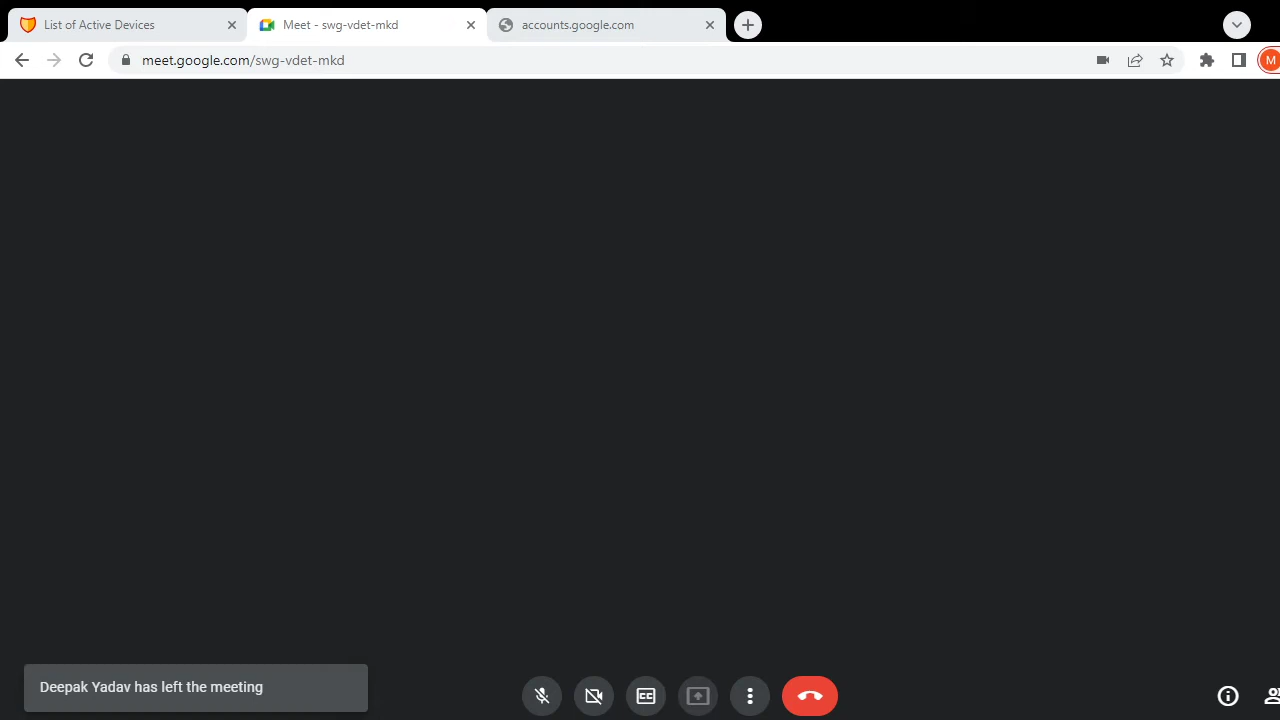 List of Active Devices
Meet - swg-vdet-mkd
accounts.google.com
meet.google.com/swg-vdet-mkd
M
Deepak Yadav has left the meeting
CC